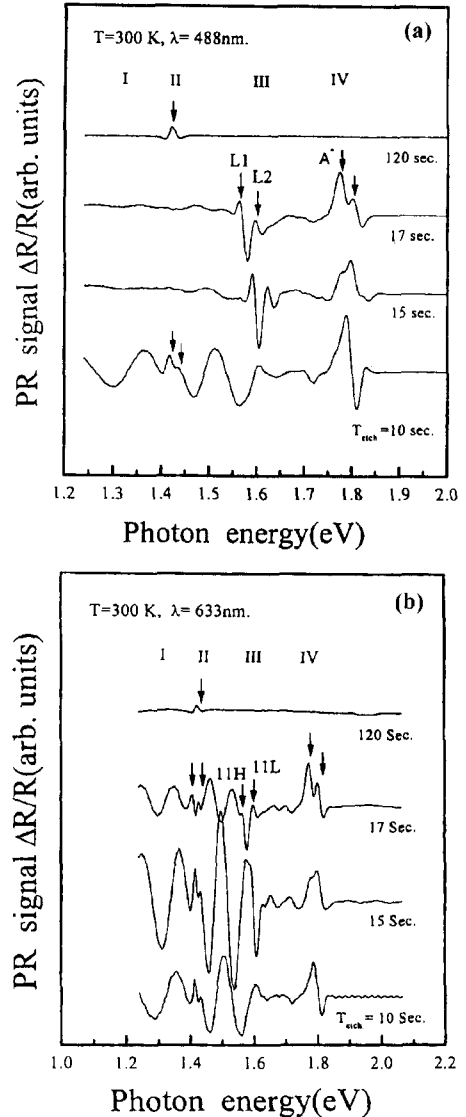 (a)
T=300 K, λ= 488nm.
I II III IV
120 sec.
L1
L2
A*
17 sec.
15 sec.
T_etch =10 sec.
PR signal ΔR/R(arb. units)
1.2 1.3 1.4 1.5 1.6 1.7 1.8 1.9 2.0
Photon energy(eV)
(b)
T=300 K, λ= 633nm.
I II III IV
120 Sec.
11H 11L
17 Sec.
15 Sec.
T_etch = 10 Sec.
PR signal ΔR/R(arb. units)
1.0 1.2 1.4 1.6 1.8 2.0 2.2
Photon energy(eV)